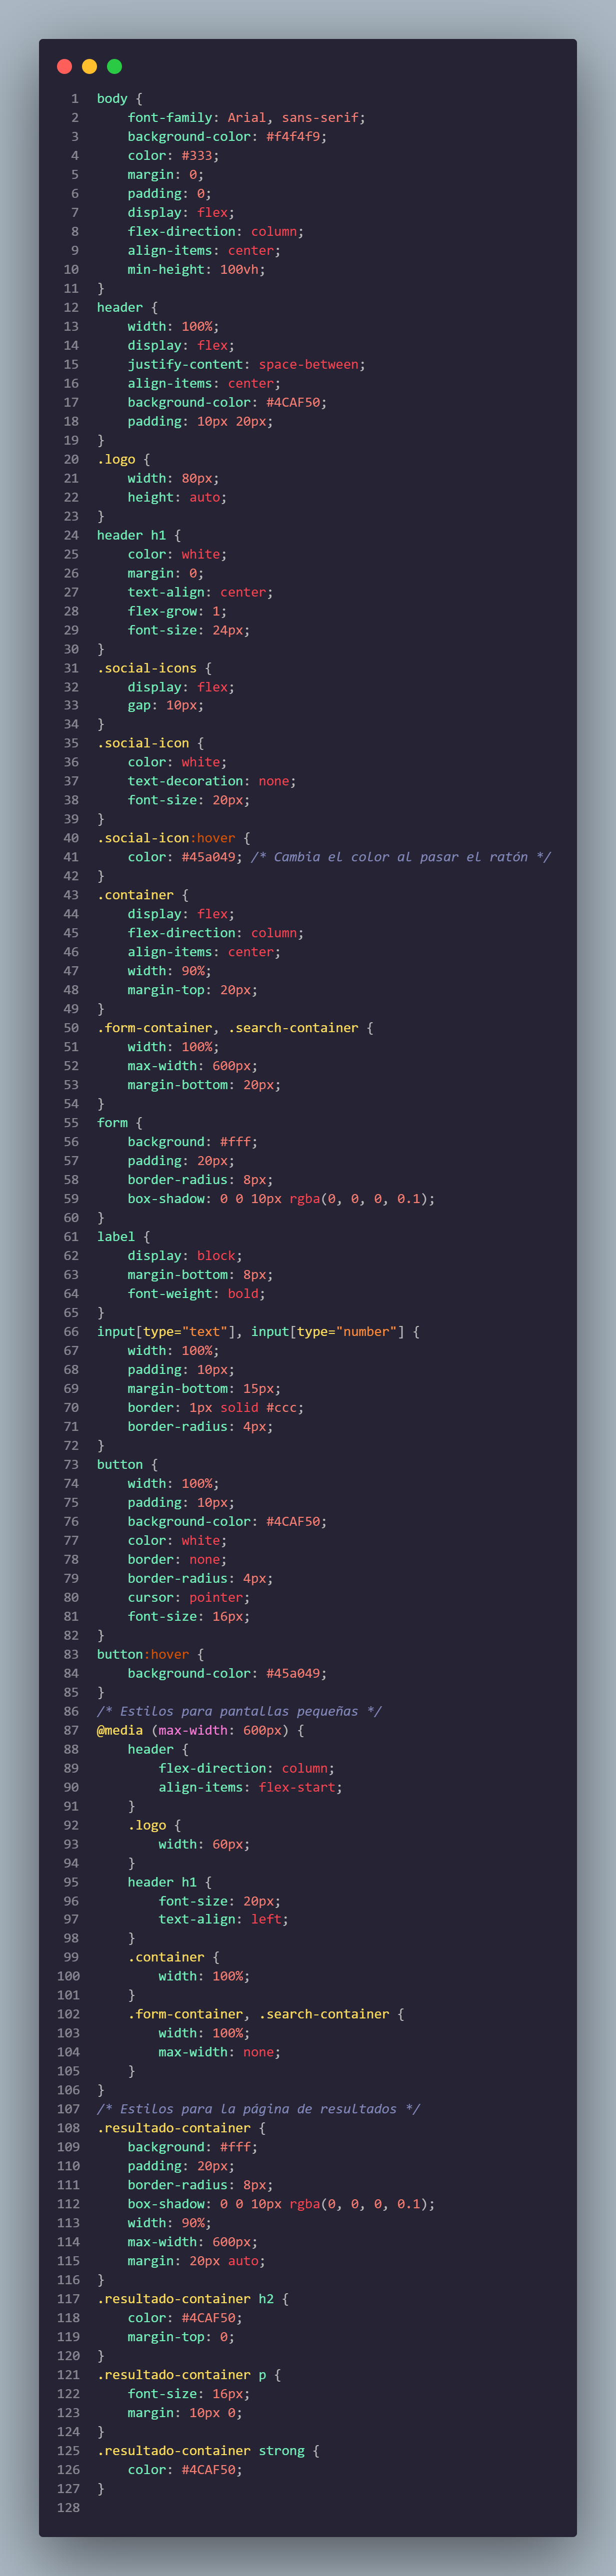 1 body {
2     font-family: Arial, sans-serif;
3     background-color: #f4f4f9;
4     color: #333;
5     margin: 0;
6     padding: 0;
7     display: flex;
8     flex-direction: column;
9     align-items: center;
10     min-height: 100vh;
11 }
12 header {
13     width: 100%;
14     display: flex;
15     justify-content: space-between;
16     align-items: center;
17     background-color: #4CAF50;
18     padding: 10px 20px;
19 }
20 .logo {
21     width: 80px;
22     height: auto;
23 }
24 header h1 {
25     color: white;
26     margin: 0;
27     text-align: center;
28     flex-grow: 1;
29     font-size: 24px;
30 }
31 .social-icons {
32     display: flex;
33     gap: 10px;
34 }
35 .social-icon {
36     color: white;
37     text-decoration: none;
38     font-size: 20px;
39 }
40 .social-icon:hover {
41     color: #45a049; /* Cambia el color al pasar el ratón */
42 }
43 .container {
44     display: flex;
45     flex-direction: column;
46     align-items: center;
47     width: 90%;
48     margin-top: 20px;
49 }
50 .form-container, .search-container {
51     width: 100%;
52     max-width: 600px;
53     margin-bottom: 20px;
54 }
55 form {
56     background: #fff;
57     padding: 20px;
58     border-radius: 8px;
59     box-shadow: 0 0 10px rgba(0, 0, 0, 0.1);
60 }
61 label {
62     display: block;
63     margin-bottom: 8px;
64     font-weight: bold;
65 }
66 input[type="text"], input[type="number"] {
67     width: 100%;
68     padding: 10px;
69     margin-bottom: 15px;
70     border: 1px solid #ccc;
71     border-radius: 4px;
72 }
73 button {
74     width: 100%;
75     padding: 10px;
76     background-color: #4CAF50;
77     color: white;
78     border: none;
79     border-radius: 4px;
80     cursor: pointer;
81     font-size: 16px;
82 }
83 button:hover {
84     background-color: #45a049;
85 }
86 /* Estilos para pantallas pequeñas */
87 @media (max-width: 600px) {
88     header {
89         flex-direction: column;
90         align-items: flex-start;
91     }
92     .logo {
93         width: 60px;
94     }
95     header h1 {
96         font-size: 20px;
97         text-align: left;
98     }
99     .container {
100         width: 100%;
101     }
102     .form-container, .search-container {
103         width: 100%;
104         max-width: none;
105     }
106 }
107 /* Estilos para la página de resultados */
108 .resultado-container {
109     background: #fff;
110     padding: 20px;
111     border-radius: 8px;
112     box-shadow: 0 0 10px rgba(0, 0, 0, 0.1);
113     width: 90%;
114     max-width: 600px;
115     margin: 20px auto;
116 }
117 .resultado-container h2 {
118     color: #4CAF50;
119     margin-top: 0;
120 }
121 .resultado-container p {
122     font-size: 16px;
123     margin: 10px 0;
124 }
125 .resultado-container strong {
126     color: #4CAF50;
127 }
128